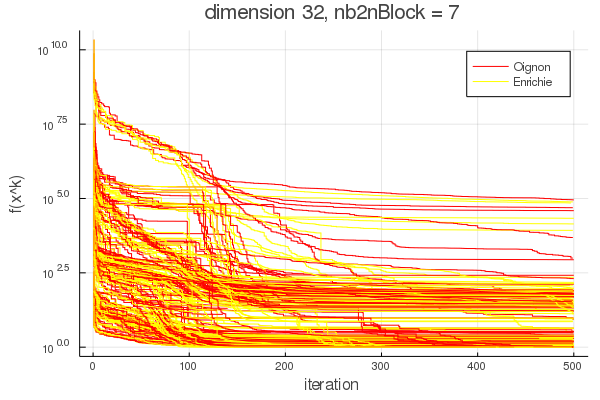 dimension 32, nb2nBlock = 7
Oignon
Enrichie
f(x^k)
10^10.0
10^7.5
10^5.0
10^2.5
10^0.0
0 100 200 300 400 500
iteration